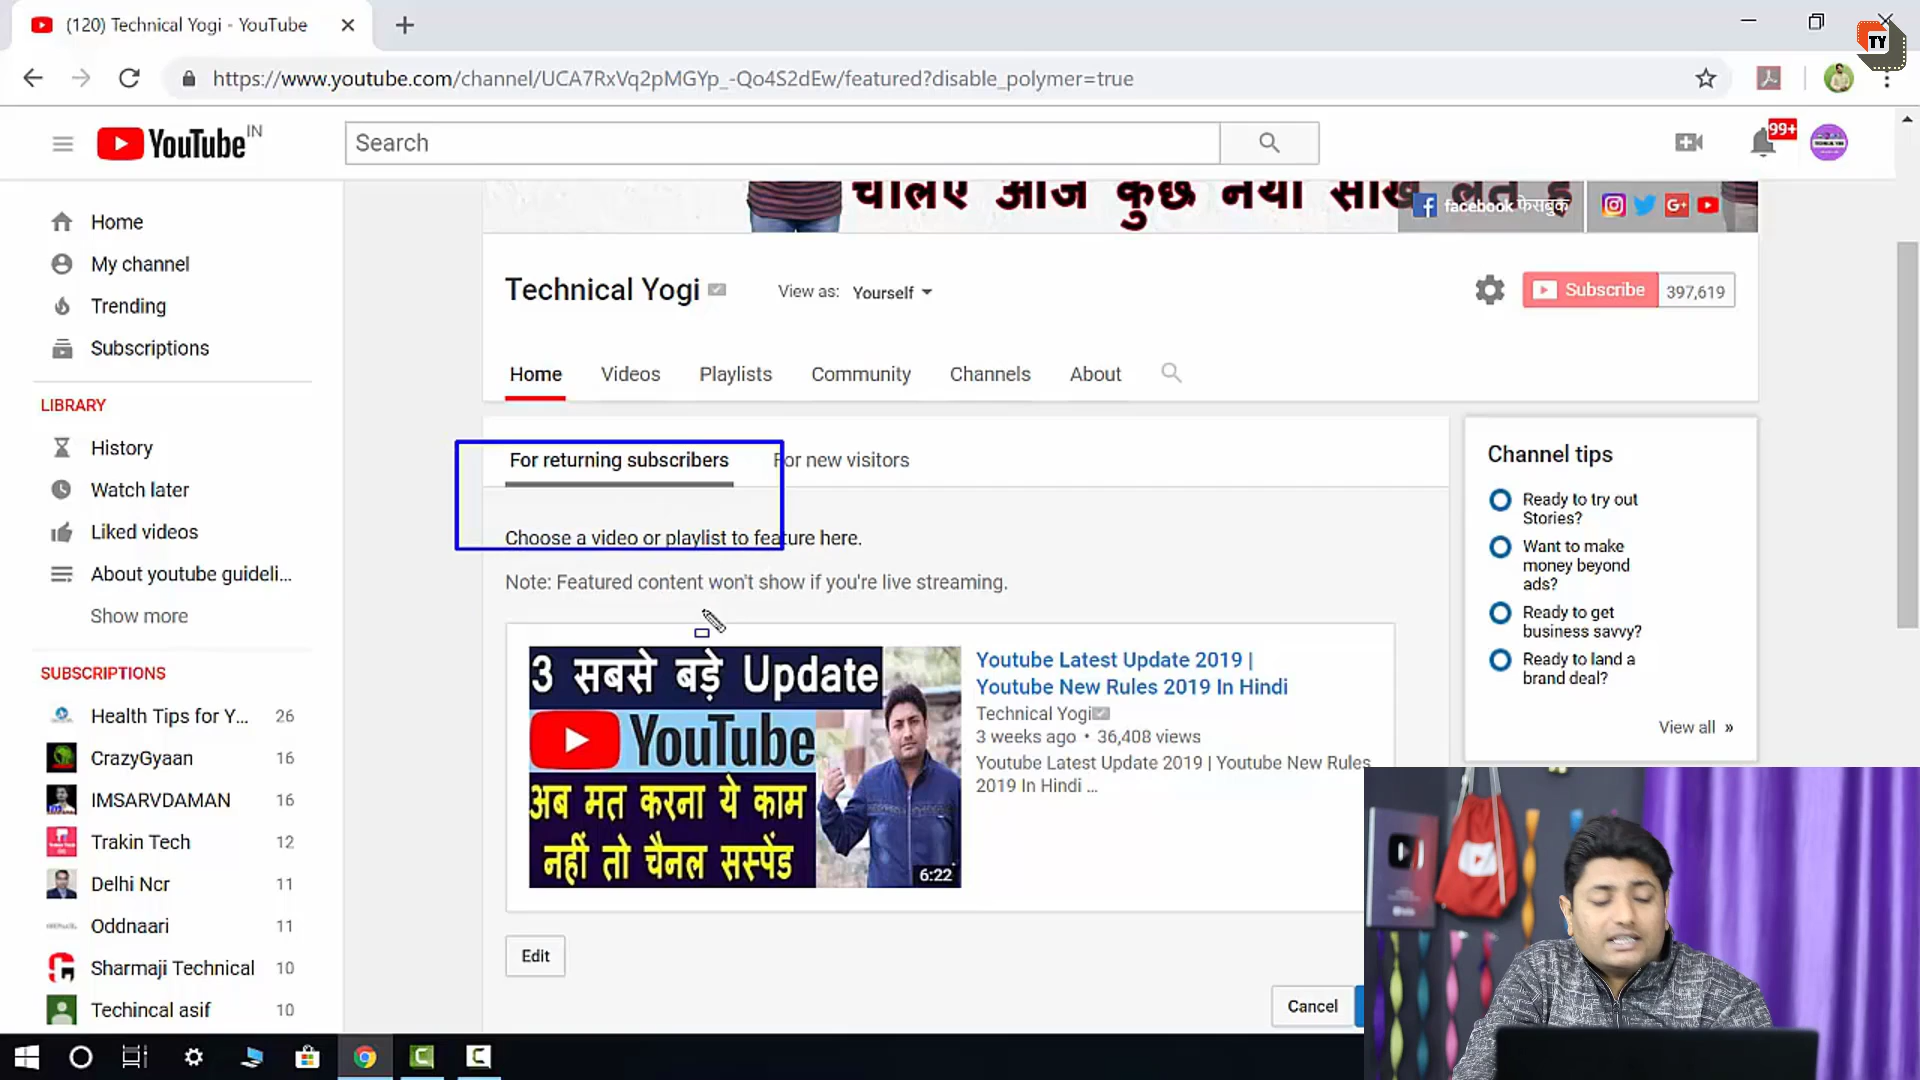 (120) Technical Yogi - YouTube
TY
https://www.youtube.com/channel/UCA7RxVq2pMGYp_-Qo4S2dEw/featured?disable_polymer=true
YouTube IN
Search
99+
चलिए आज कुछ नया सीख लेते हैं
facebook फेसबुक
Home
My channel
Trending
Subscriptions
LIBRARY
History
Watch later
Liked videos
About youtube guideli...
Show more
SUBSCRIPTIONS
Health Tips for Y... 26
CrazyGyaan 16
IMSARVDAMAN 16
Trakin Tech 12
Delhi Ncr 11
Oddnaari 11
Sharmaji Technical 10
Techincal asif 10
Technical Yogi
View as: Yourself
Subscribe 397,619
Home Videos Playlists Community Channels About
For returning subscribers For new visitors
Choose a video or playlist to feature here.
Note: Featured content won't show if you're live streaming.
3 सबसे बड़े Update
YouTube
अब मत करना ये काम
नहीं तो चैनल सस्पेंड
6:22
Youtube Latest Update 2019 |
Youtube New Rules 2019 In Hindi
Technical Yogi
3 weeks ago • 36,408 views
Youtube Latest Update 2019 | Youtube New Rules
2019 In Hindi ...
Edit
Cancel
Channel tips
Ready to try out
Stories?
Want to make
money beyond
ads?
Ready to get
business savvy?
Ready to land a
brand deal?
View all »